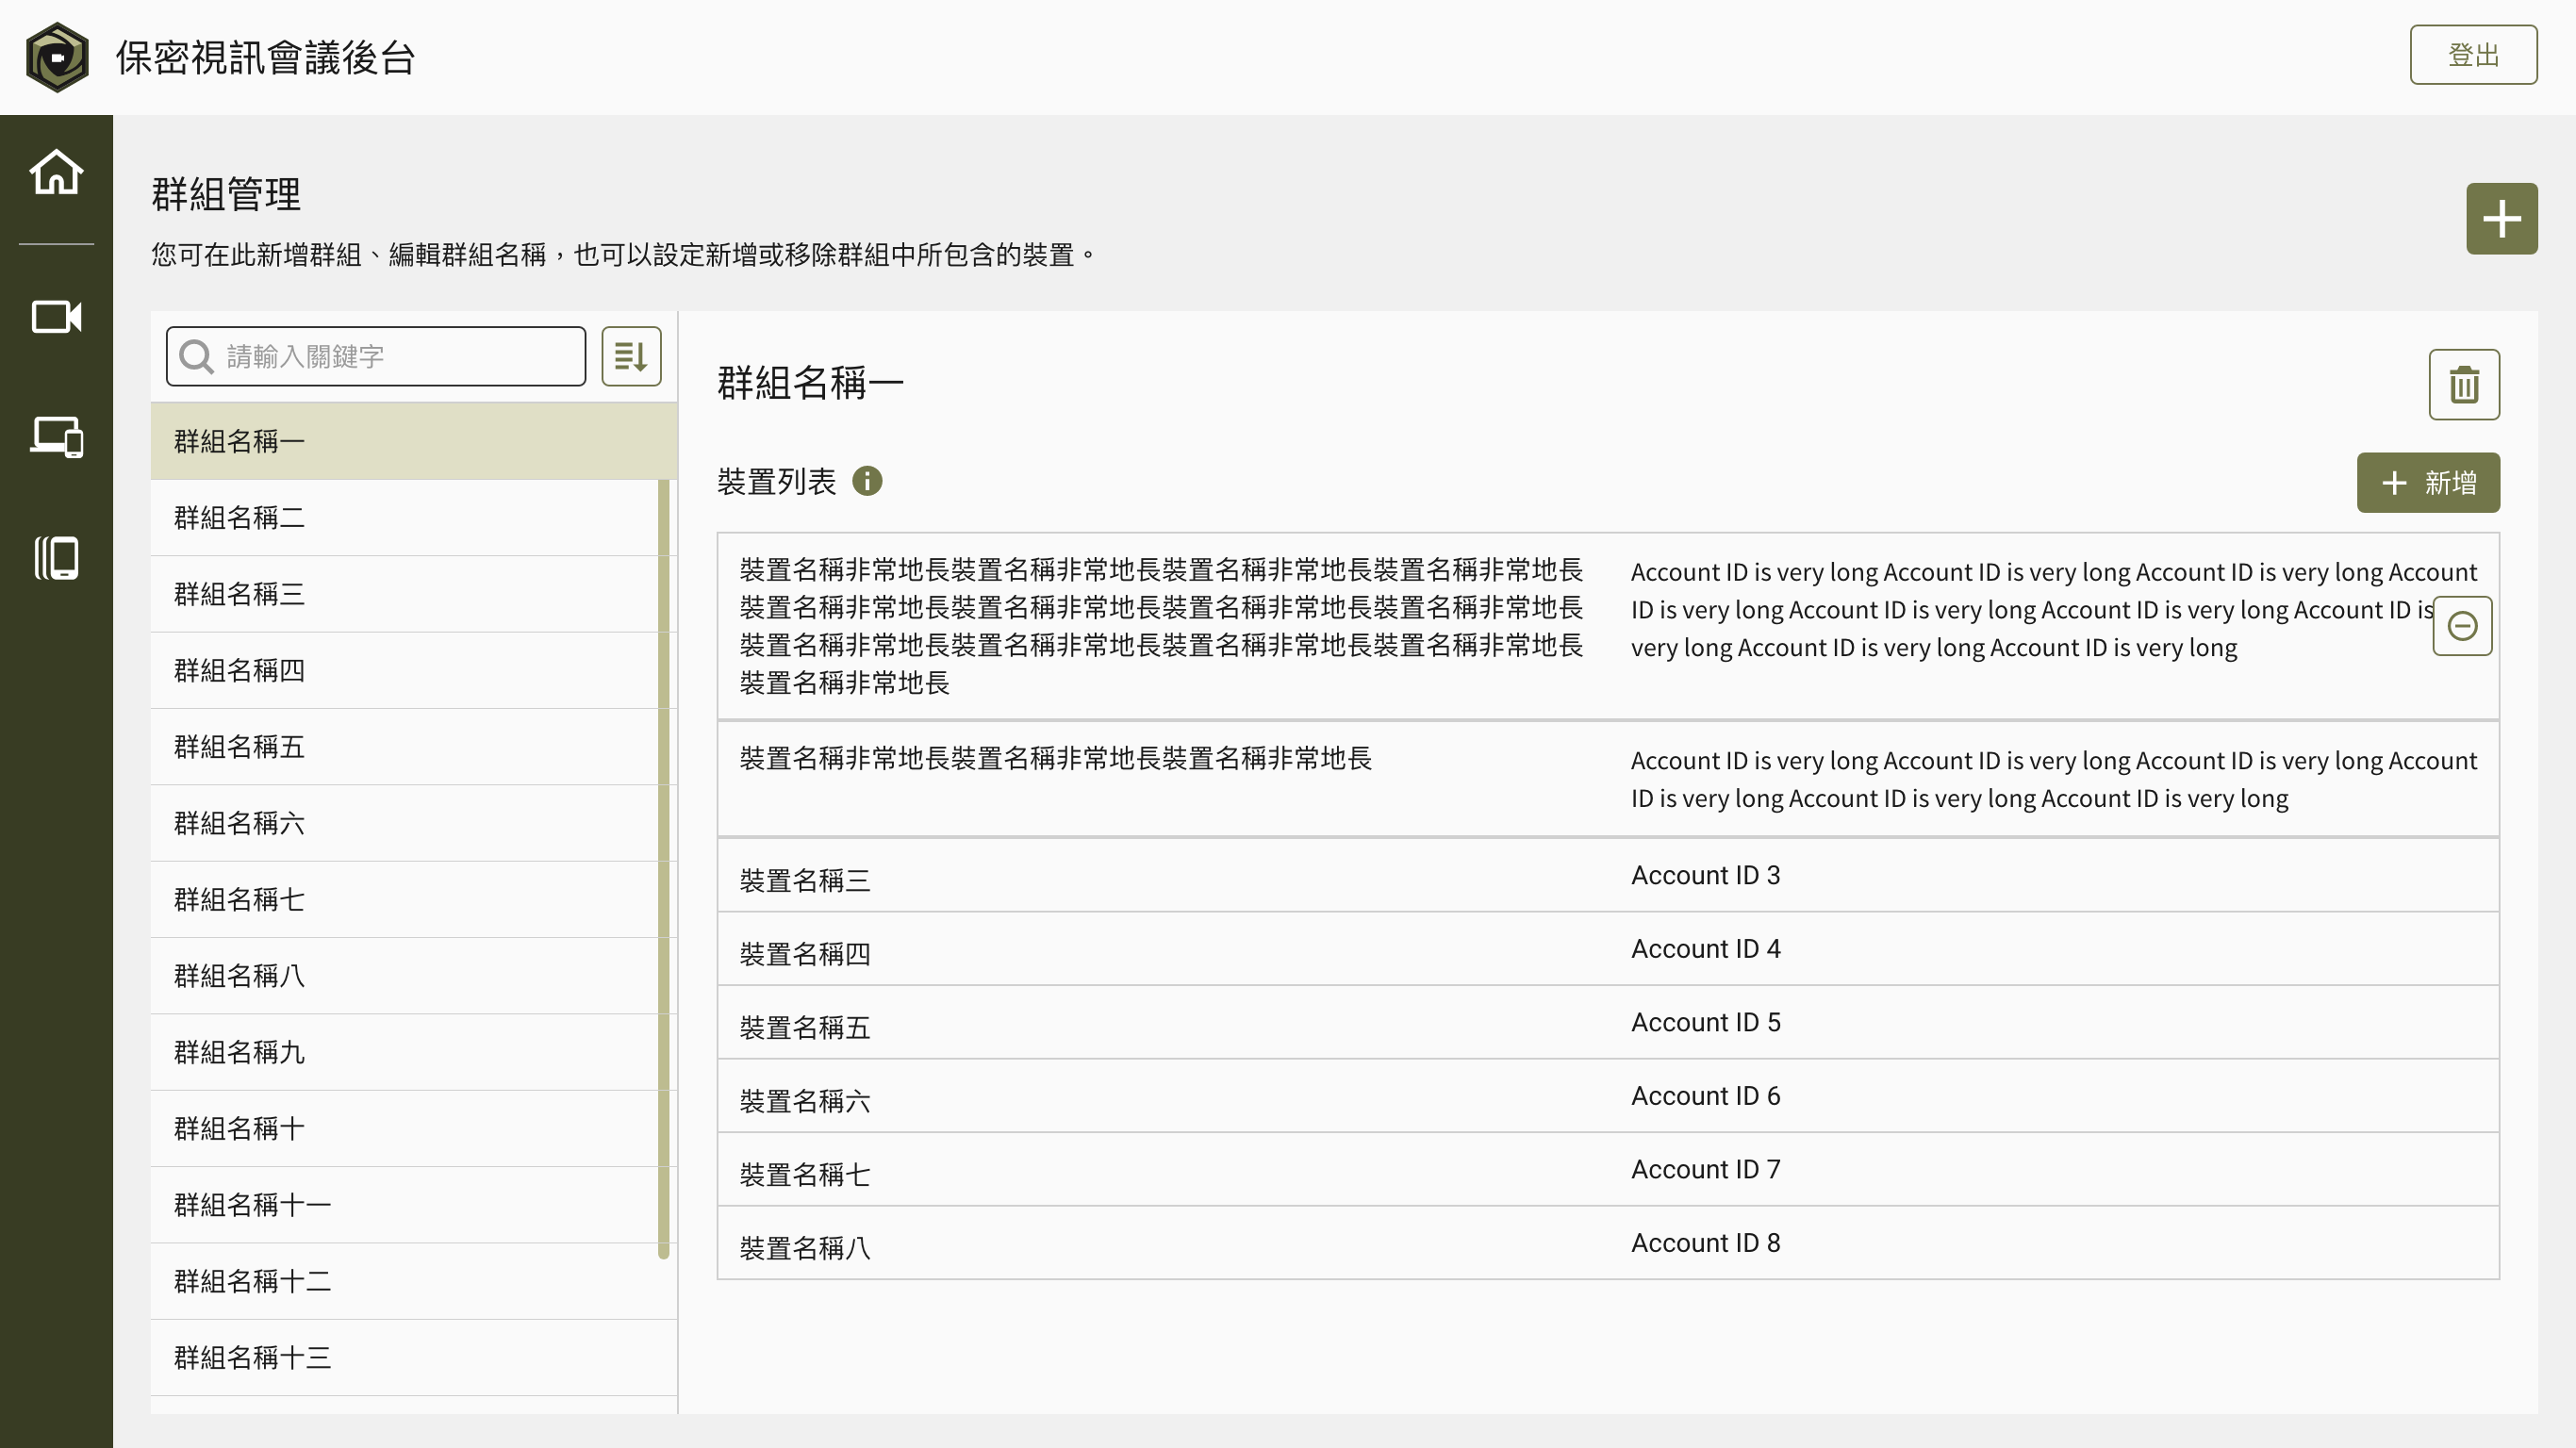 保密視訊會議後台
登出
群組管理
您可在此新增群組、編輯群組名稱，也可以設定新增或移除群組中所包含的裝置。
請輸入關鍵字
群組名稱一
群組名稱二
群組名稱三
群組名稱四
群組名稱五
群組名稱六
群組名稱七
群組名稱八
群組名稱九
群組名稱十
群組名稱十一
群組名稱十二
群組名稱十三
群組名稱一
裝置列表
新增
裝置名稱非常地長裝置名稱非常地長裝置名稱非常地長裝置名稱非常地長
裝置名稱非常地長裝置名稱非常地長裝置名稱非常地長裝置名稱非常地長
裝置名稱非常地長裝置名稱非常地長裝置名稱非常地長裝置名稱非常地長
裝置名稱非常地長
Account ID is very long Account ID is very long Account ID is very long Account
ID is very long Account ID is very long Account ID is very long Account ID is
very long Account ID is very long Account ID is very long
裝置名稱非常地長裝置名稱非常地長裝置名稱非常地長
Account ID is very long Account ID is very long Account ID is very long Account
ID is very long Account ID is very long Account ID is very long
裝置名稱三
Account ID 3
裝置名稱四
Account ID 4
裝置名稱五
Account ID 5
裝置名稱六
Account ID 6
裝置名稱七
Account ID 7
裝置名稱八
Account ID 8